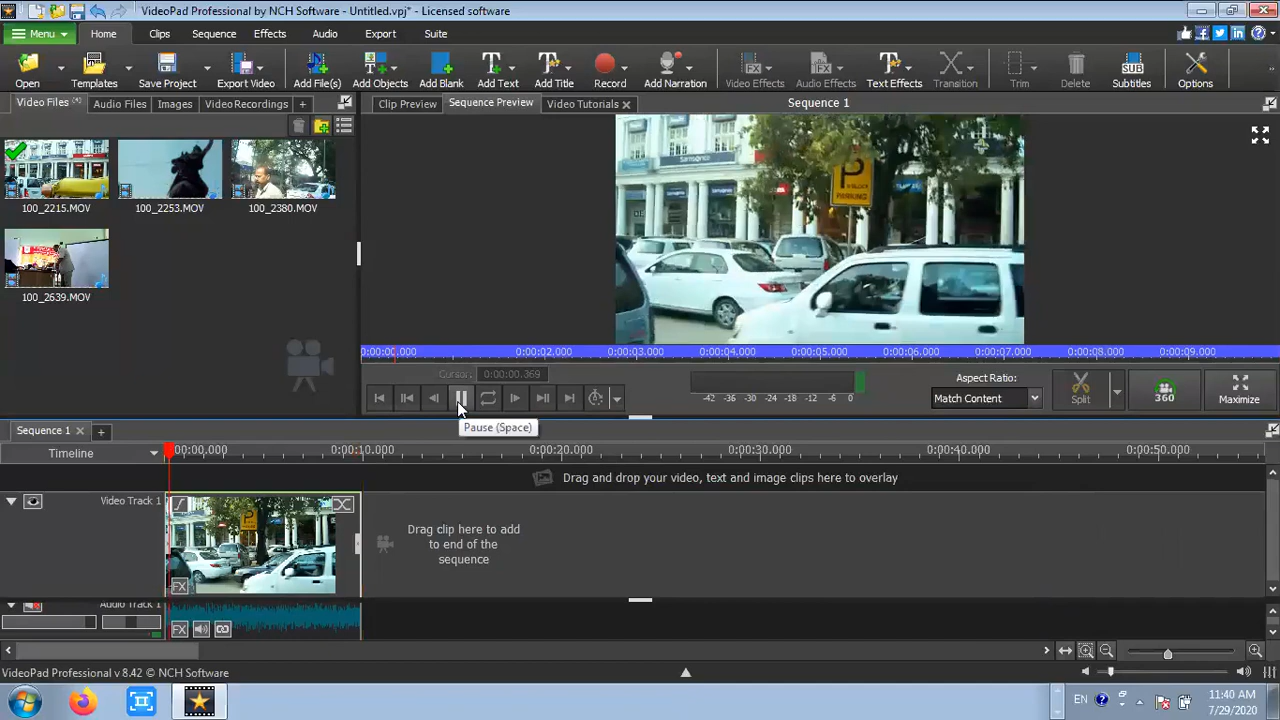 VideoPad Professional by NCH Software - Untitled.vpj* - Licensed software
Menu Home Clips Sequence Effects Audio Export Suite
Open Templates Save Project Export Video Add File(s) Add Objects Add Blank Add Text Add Title Record Add Narration Video Effects Audio Effects Text Effects Transition Trim Delete Subtitles Options
Video Files Audio Files Images Video Recordings +
Clip Preview Sequence Preview Video Tutorials Sequence 1
100_2215.MOV 100_2253.MOV 100_2380.MOV
100_2639.MOV
Samsonite
P
PARKING
0:00:00.000 0:00:02.000 0:00:03.000 0:00:04.000 0:00:05.000 0:00:06.000 0:00:07.000 0:00:08.000 0:00:09.000
Cursor: 0:00:00.369
-42 -36 -30 -24 -18 -12 -6 0
Aspect Ratio:
Match Content
Split
360
Maximize
Pause (Space)
Sequence 1 +
Timeline
0:00:00.000 0:00:10.000 0:00:20.000 0:00:30.000 0:00:40.000 0:00:50.000
Drag and drop your video, text and image clips here to overlay
Video Track 1
Drag clip here to add
to end of the
sequence
FX
Audio Track 1
FX
VideoPad Professional v 8.42 © NCH Software
EN
11:40 AM
7/29/2020